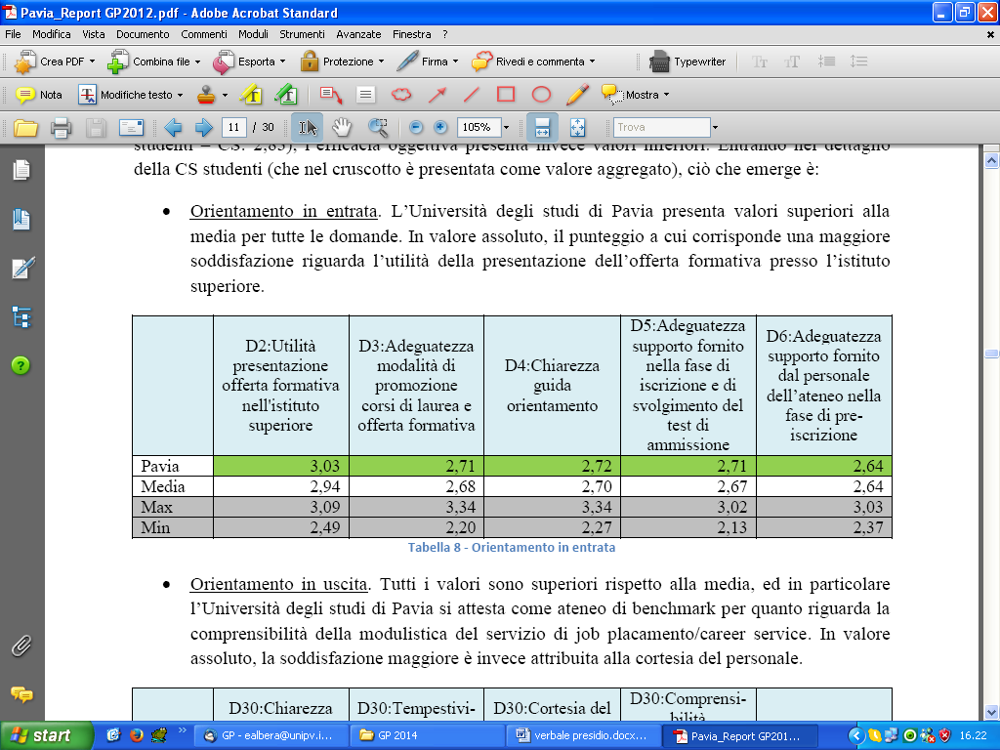 Pavia_Report GP2012.pdf - Adobe Acrobat Standard
File Modifica Vista Documento Commenti Moduli Strumenti Avanzate Finestra ?
Crea PDF Combina file Esporta Protezione Firma Rivedi e commenta Typewriter
Nota Modifiche testo Mostra
11 / 30 105% Trova
studenti – CS: 2,85), l'efficacia oggettiva presenta invece valori inferiori. Entrando nel dettaglio
della CS studenti (che nel cruscotto è presentata come valore aggregato), ciò che emerge è:
• Orientamento in entrata. L'Università degli studi di Pavia presenta valori superiori alla
media per tutte le domande. In valore assoluto, il punteggio a cui corrisponde una maggiore
soddisfazione riguarda l'utilità della presentazione dell'offerta formativa presso l'istituto
superiore.
D2:Utilità
presentazione
offerta formativa
nell'istituto
superiore
D3:Adeguatezza
modalità di
promozione
corsi di laurea e
offerta formativa
D4:Chiarezza
guida
orientamento
D5:Adeguatezza
supporto fornito
nella fase di
iscrizione e di
svolgimento del
test di
ammissione
D6:Adeguatezza
supporto fornito
dal personale
dell'ateneo nella
fase di pre-
iscrizione
Pavia 3,03 2,71 2,72 2,71 2,64
Media 2,94 2,68 2,70 2,67 2,64
Max 3,09 3,34 3,34 3,02 3,03
Min 2,49 2,20 2,27 2,13 2,37
Tabella 8 - Orientamento in entrata
• Orientamento in uscita. Tutti i valori sono superiori rispetto alla media, ed in particolare
l'Università degli studi di Pavia si attesta come ateneo di benchmark per quanto riguarda la
comprensibilità della modulistica del servizio di job placamento/career service. In valore
assoluto, la soddisfazione maggiore è invece attribuita alla cortesia del personale.
D30:Chiarezza
D30:Tempestivi-
D30:Cortesia del
D30:Comprensi-
bilità
start GP - ealbera@unipv.i... GP 2014 verbale presidio.docx... Pavia_Report GP201... 16.22